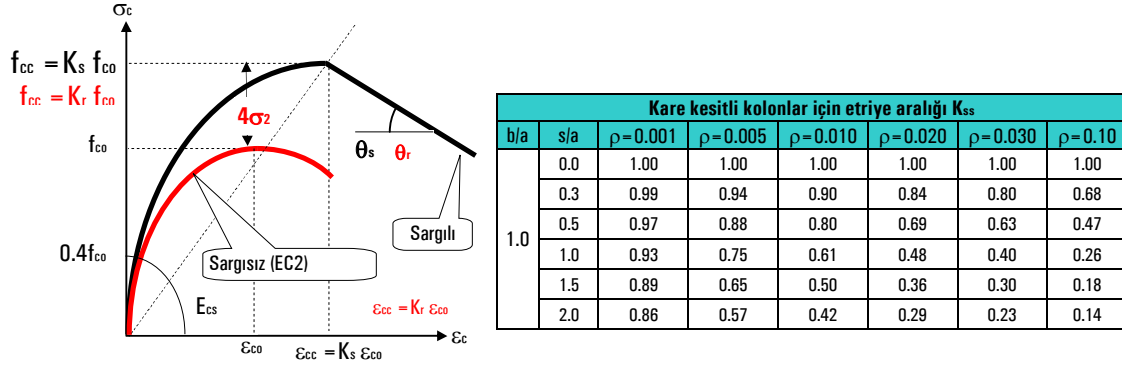 σc
fcc = Ks fco
fcc = Kr fco
4σ2
fco
θs θr
Sargılı
0.4fco
Sargısız (EC2)
Ecs
εcc = Kr εco
εco
εcc = Ks εco
εc
Kare kesitli kolonlar için etriye aralığı Kss
b/a s/a ρ=0.001 ρ=0.005 ρ=0.010 ρ=0.020 ρ=0.030 ρ=0.10
0.0 1.00 1.00 1.00 1.00 1.00 1.00
0.3 0.99 0.94 0.90 0.84 0.80 0.68
0.5 0.97 0.88 0.80 0.69 0.63 0.47
1.0 1.0 0.93 0.75 0.61 0.48 0.40 0.26
1.5 0.89 0.65 0.50 0.36 0.30 0.18
2.0 0.86 0.57 0.42 0.29 0.23 0.14